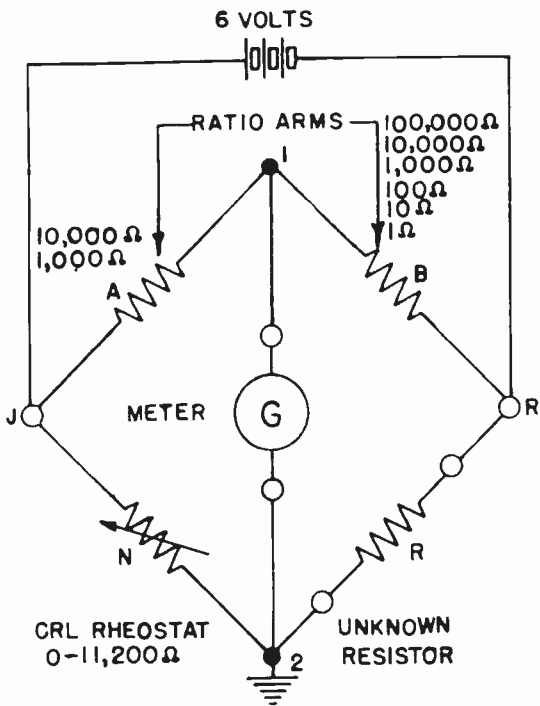 6 VOLTS
RATIO ARMS
100,000Ω
10,000Ω
1,000Ω
100Ω
10Ω
1Ω
1
10,000Ω
1,000Ω
A
B
J
METER
G
R
N
R
CRL RHEOSTAT
0-11,200Ω
2
UNKNOWN
RESISTOR